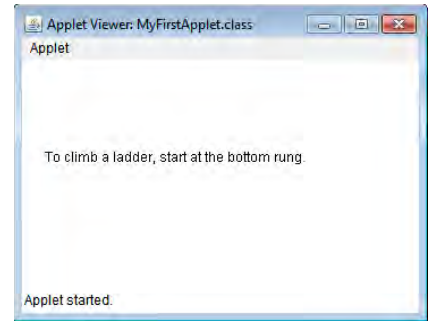 Applet Viewer: MyFirstApplet.class
Applet
To climb a ladder, start at the bottom rung.
Applet started.